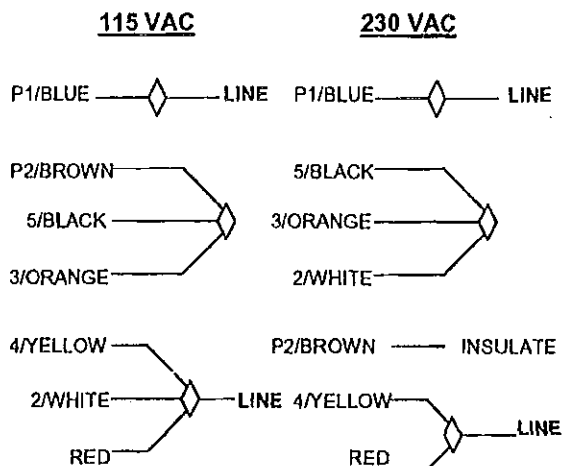 115 VAC
P1/BLUE LINE
P2/BROWN
5/BLACK
3/ORANGE
4/YELLOW
2/WHITE LINE
RED
230 VAC
P1/BLUE LINE
5/BLACK
3/ORANGE
2/WHITE
P2/BROWN INSULATE
4/YELLOW
LINE
RED